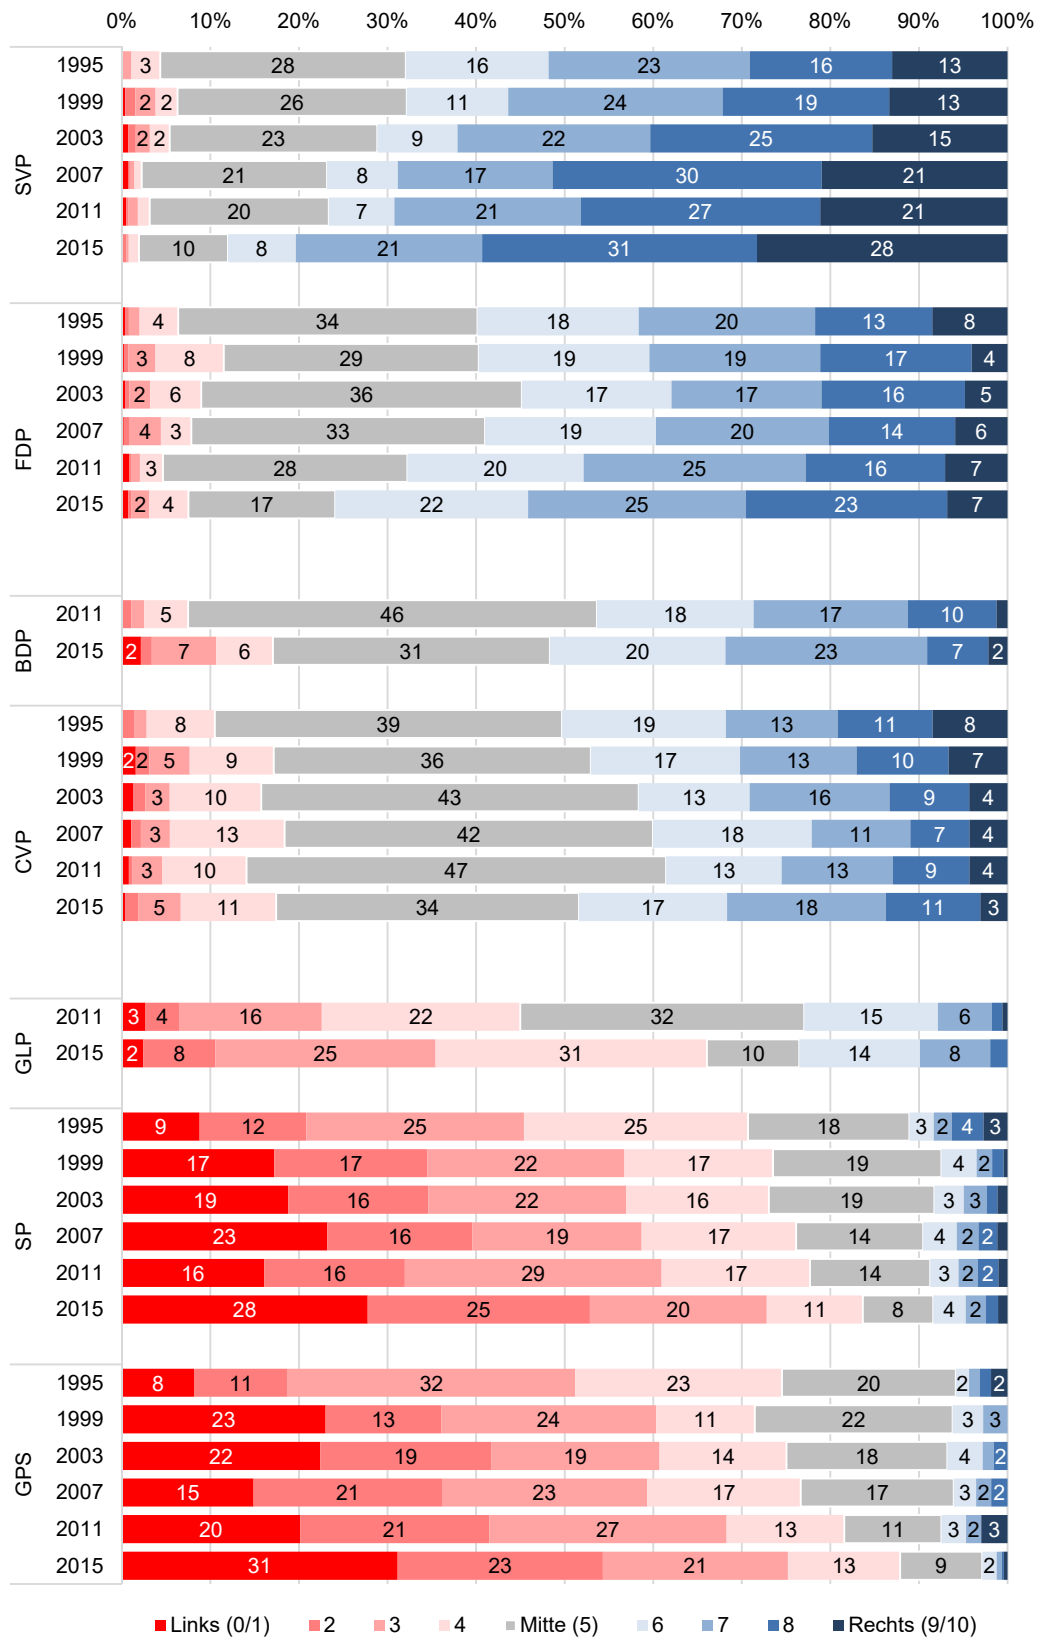 0% 10% 20% 30% 40% 50% 60% 70% 80% 90% 100%
SVP
1995 3 28 16 23 16 13
1999 2 2 26 11 24 19 13
2003 2 2 23 9 22 25 15
2007 21 8 17 30 21
2011 20 7 21 27 21
2015 10 8 21 31 28
FDP
1995 4 34 18 20 13 8
1999 3 8 29 19 19 17 4
2003 2 6 36 17 17 16 5
2007 4 3 33 19 20 14 6
2011 3 28 20 25 16 7
2015 2 4 17 22 25 23 7
BDP
2011 5 46 18 17 10
2015 2 7 6 31 20 23 7 2
CVP
1995 8 39 19 13 11 8
1999 2 2 5 9 36 17 13 10 7
2003 3 10 43 13 16 9 4
2007 3 13 42 18 11 7 4
2011 3 10 47 13 13 9 4
2015 5 11 34 17 18 11 3
GLP
2011 3 4 16 22 32 15 6
2015 2 8 25 31 10 14 8
SP
1995 9 12 25 25 18 3 2 4 3
1999 17 17 22 17 19 4 2
2003 19 16 22 16 19 3 3
2007 23 16 19 17 14 4 2 2
2011 16 16 29 17 14 3 2 2
2015 28 25 20 11 8 4 2
GPS
1995 8 11 32 23 20 2 2
1999 23 13 24 11 22 3 3
2003 22 19 19 14 18 4 2
2007 15 21 23 17 17 3 2 2
2011 20 21 27 13 11 3 2 3
2015 31 23 21 13 9 2
Links (0/1) 2 3 4 Mitte (5) 6 7 8 Rechts (9/10)